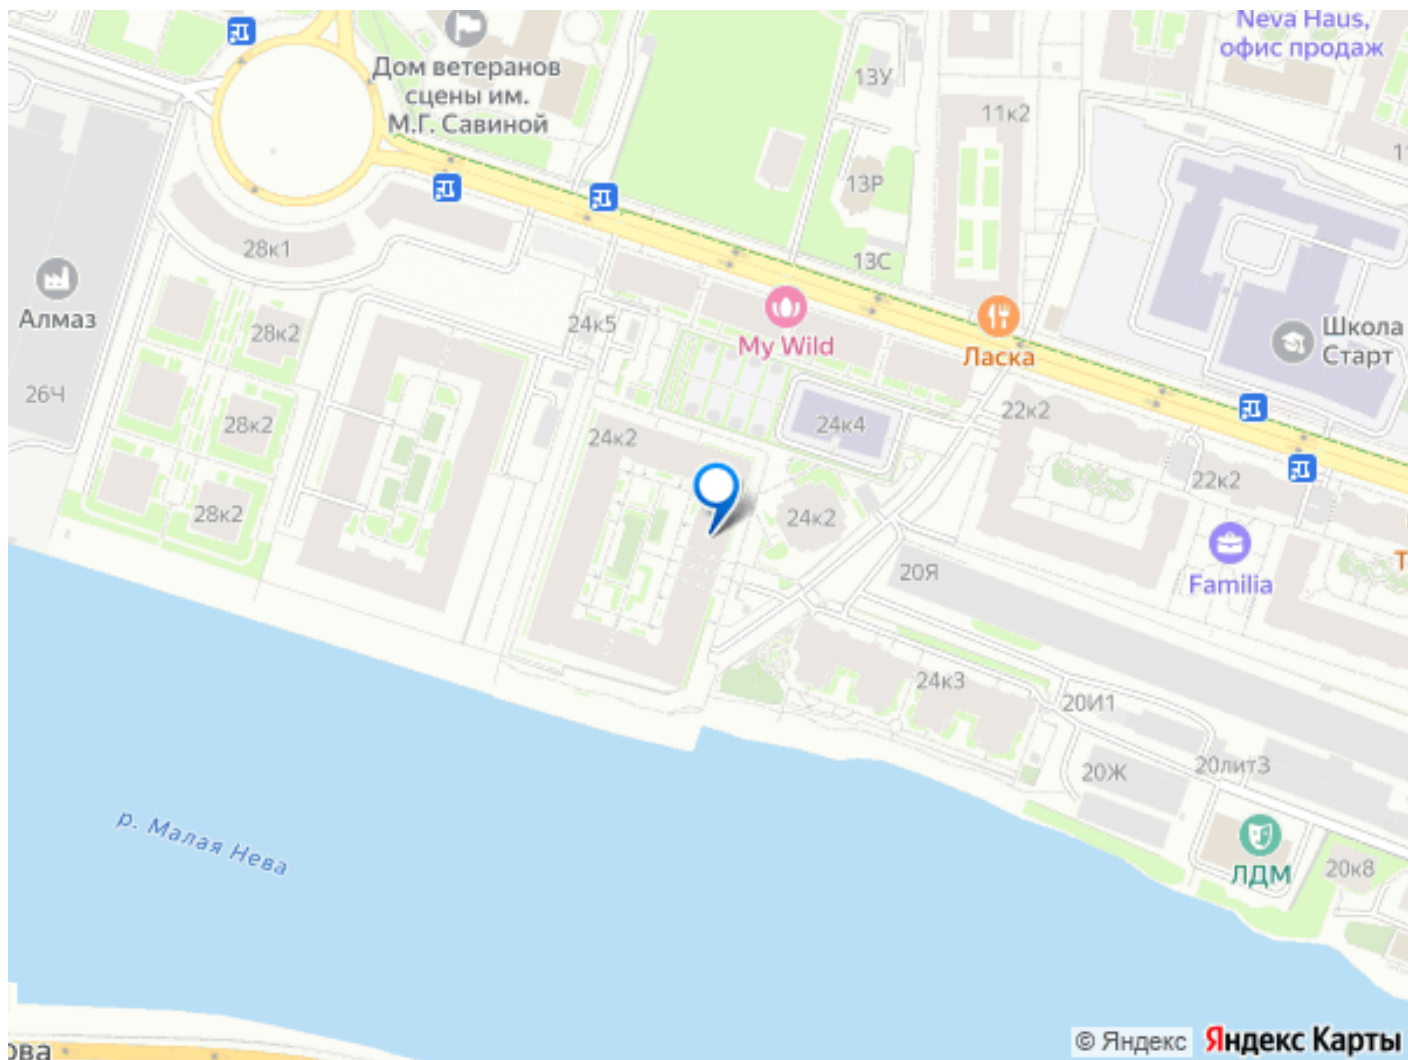 Neva Haus,
офис продаж
Дом ветеранов
сцены им.
М.Г. Савиной
13У
11к2
11
13Р
28к1
13С
Алмаз
24к5
28к2
My Wild
Ласка
Школа
Старт
26Ч
28к2
24к2
24к4
22к2
22к2
28к2
24к2
20Я
Familia
Т
24к3
20И1
20Ж
20литЗ
р. Малая Нева
ЛДМ
20к8
ова
© Яндекс
Яндекс Карты